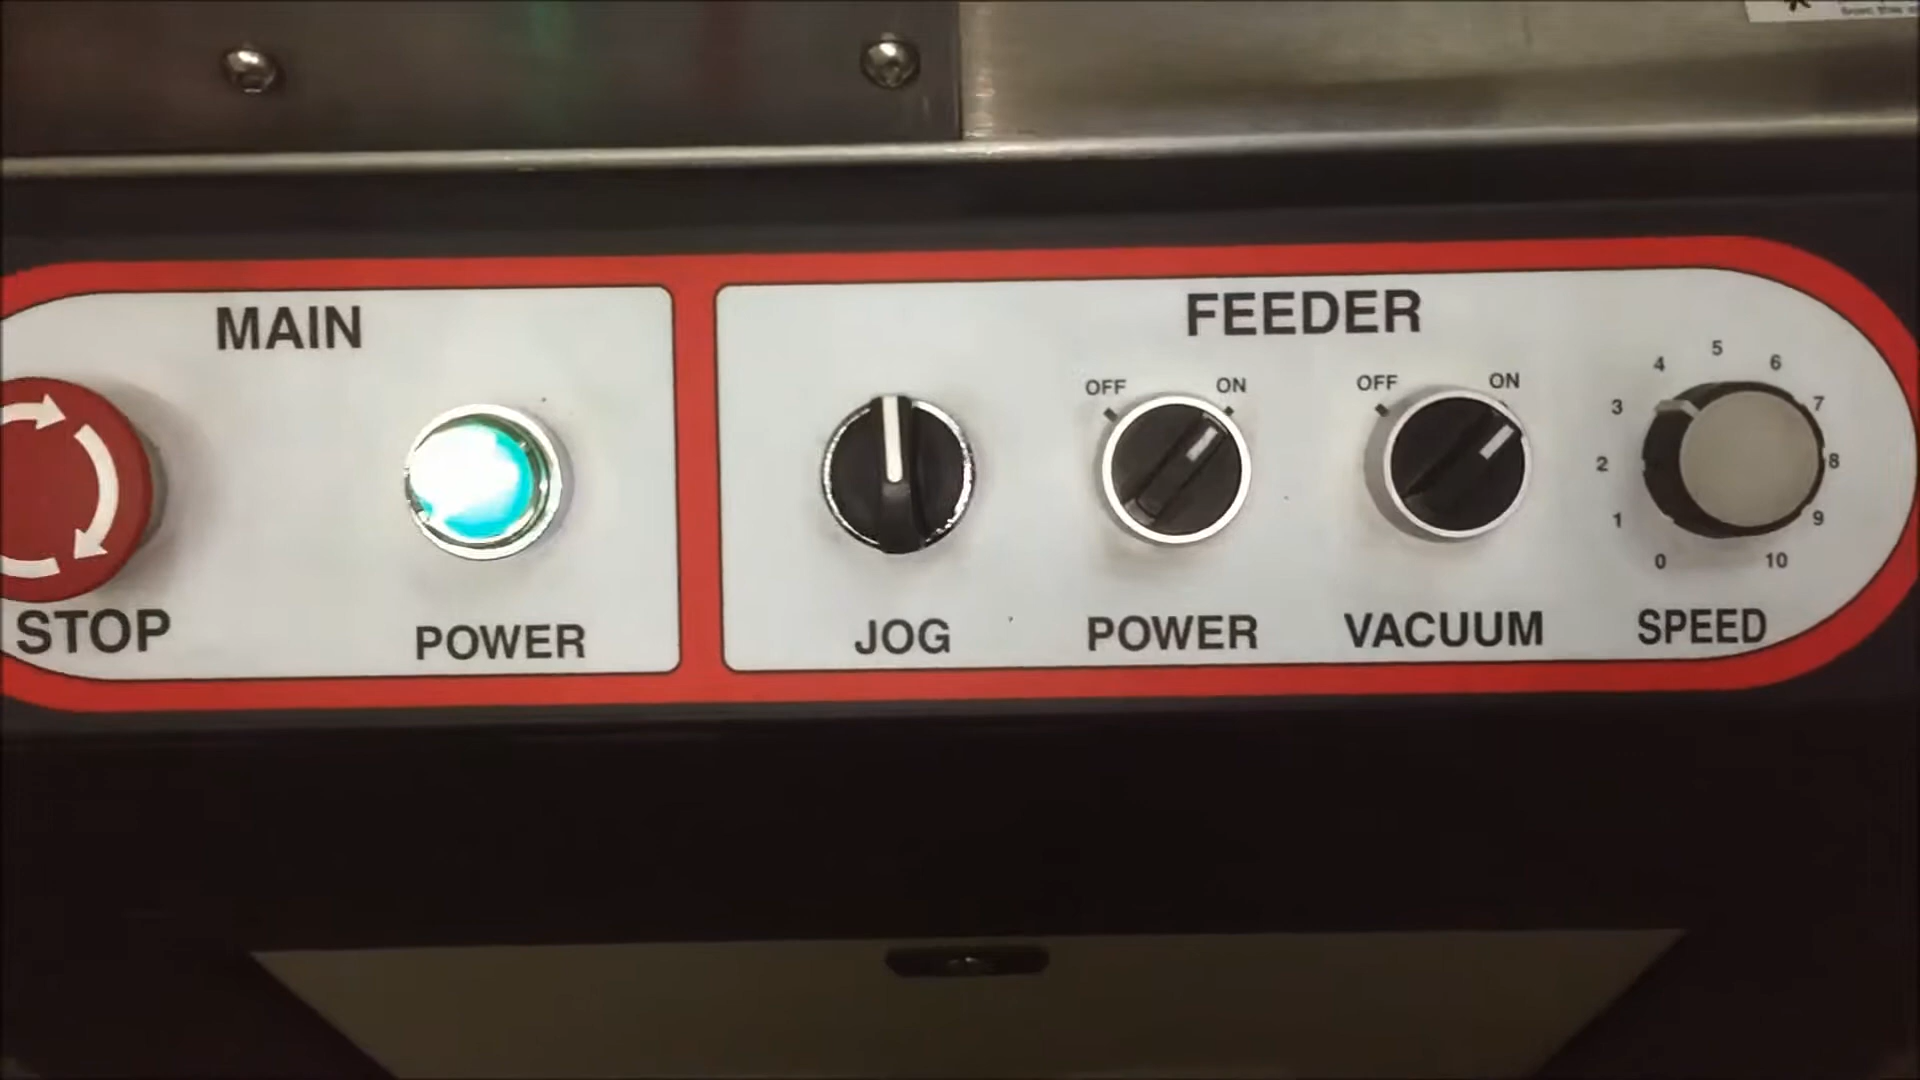 MAIN
STOP
POWER
FEEDER
JOG
OFF ON
POWER
OFF ON
VACUUM
0 1 2 3 4 5 6 7 8 9 10
SPEED